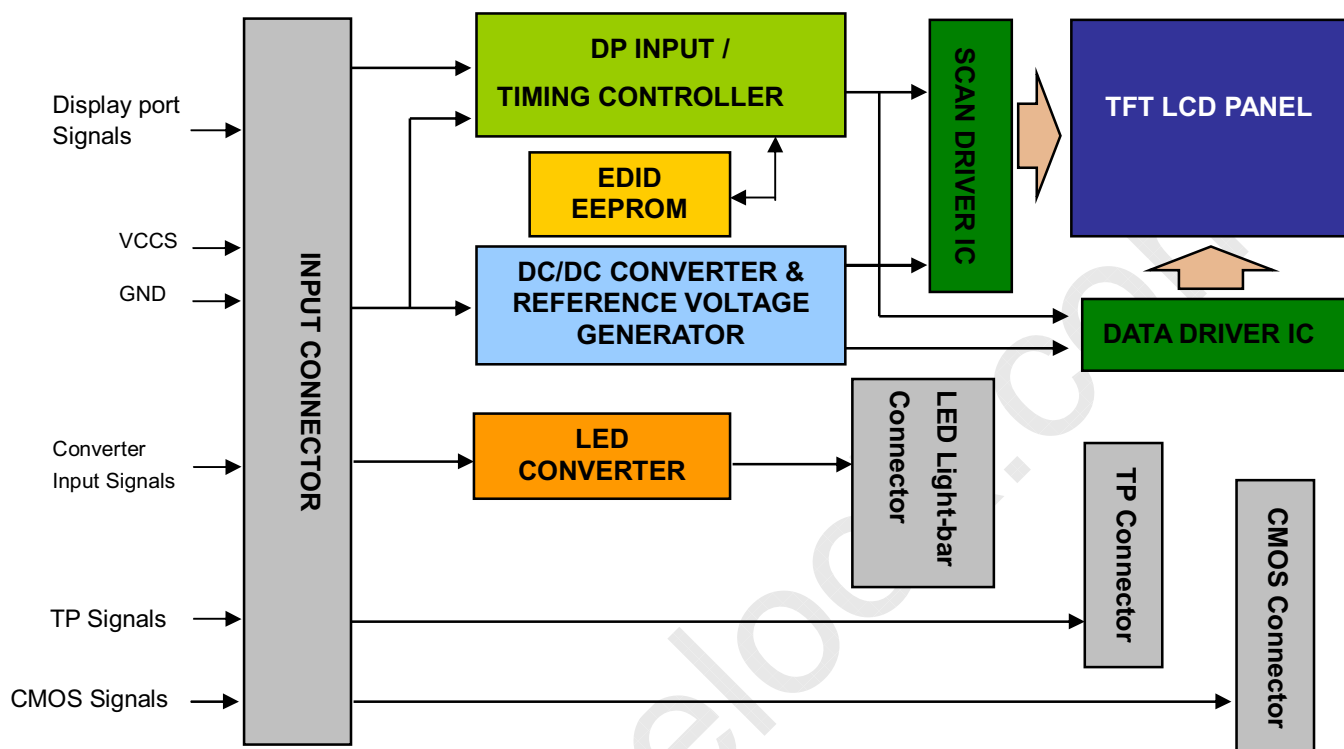 Display port
Signals
VCCS
GND
Converter
Input Signals
TP Signals
CMOS Signals
INPUT CONNECTOR
DP INPUT /
TIMING CONTROLLER
EDID
EEPROM
DC/DC CONVERTER &
REFERENCE VOLTAGE
GENERATOR
LED
CONVERTER
SCAN DRIVER IC
TFT LCD PANEL
DATA DRIVER IC
LED Light-bar
Connector
TP Connector
CMOS Connector